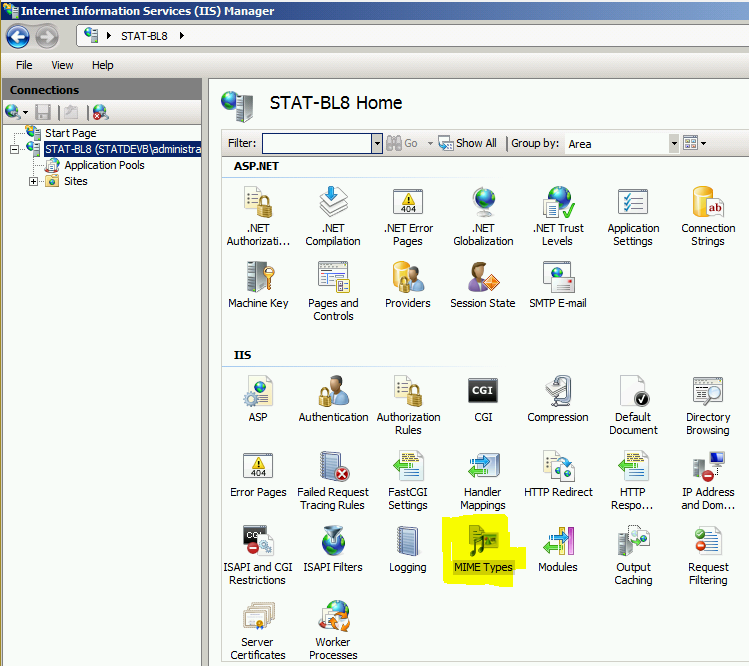 Internet Information Services (IIS) Manager
STAT-BL8
File View Help
Connections
Start Page
STAT-BL8 (STATDEVB\administra
Application Pools
Sites
STAT-BL8 Home
Filter: Go Show All Group by: Area
ASP.NET
.NET Authorizati...
.NET Compilation
.NET Error Pages
404
.NET Globalization
.NET Trust Levels
Application Settings
Connection Strings
ab
Machine Key
Pages and Controls
Providers
Session State
SMTP E-mail
IIS
ASP
Authentication
Authorization Rules
CGI
CGI
Compression
Default Document
Directory Browsing
404
Error Pages
Failed Request Tracing Rules
FastCGI Settings
Handler Mappings
HTTP Redirect
HTTP Respo...
IP Address and Dom...
CGI
ISAPI and CGI Restrictions
ISAPI Filters
Logging
MIME Types
Modules
Output Caching
Request Filtering
Server Certificates
Worker Processes